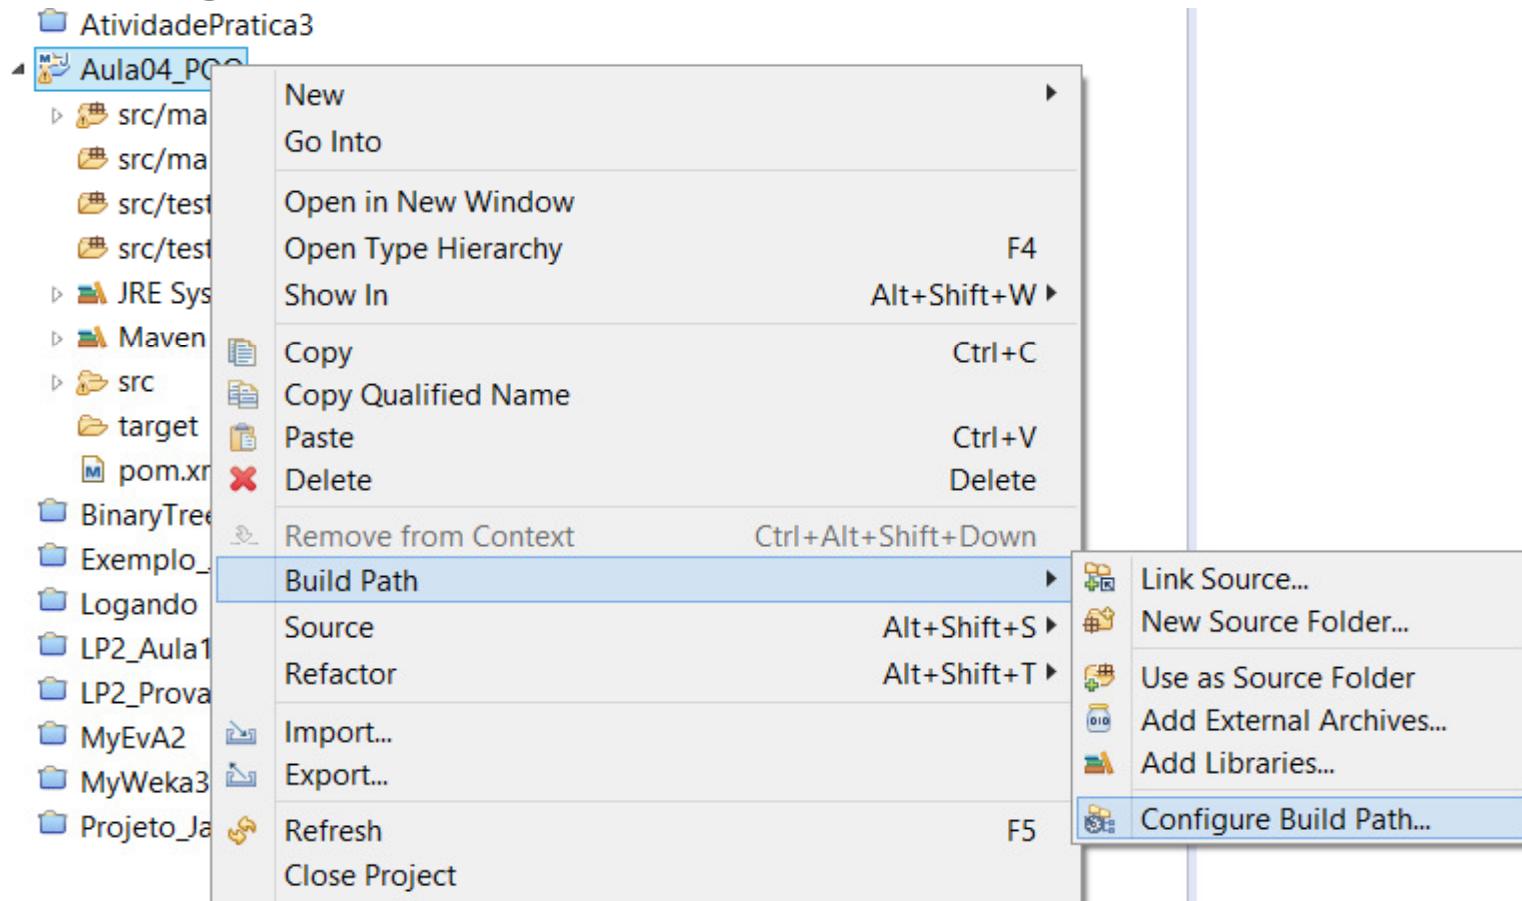 AtividadePratica3
Aula04_POO
src/ma
src/ma
src/test
src/test
JRE Sys
Maven
src
target
pom.xm
BinaryTree
Exemplo_
Logando
LP2_Aula1
LP2_Prova
MyEvA2
MyWeka3
Projeto_Ja
New
Go Into
Open in New Window
Open Type Hierarchy F4
Show In Alt+Shift+W
Copy Ctrl+C
Copy Qualified Name
Paste Ctrl+V
Delete Delete
Remove from Context Ctrl+Alt+Shift+Down
Build Path
Source Alt+Shift+S
Refactor Alt+Shift+T
Import...
Export...
Refresh F5
Close Project
Link Source...
New Source Folder...
Use as Source Folder
Add External Archives...
Add Libraries...
Configure Build Path...